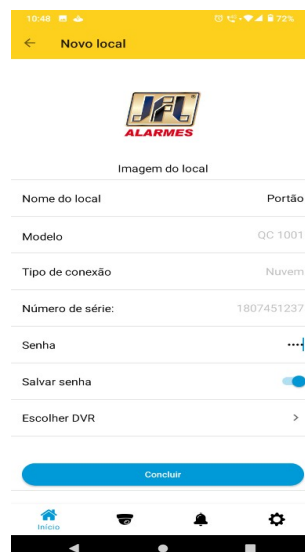 10:48 72%
Novo local
JFL
ALARMES
Imagem do local
Nome do local Portão
Modelo QC 1001
Tipo de conexão Nuvem
Número de série: 1807451237
Senha ••••
Salvar senha
Escolher DVR
Concluir
Início